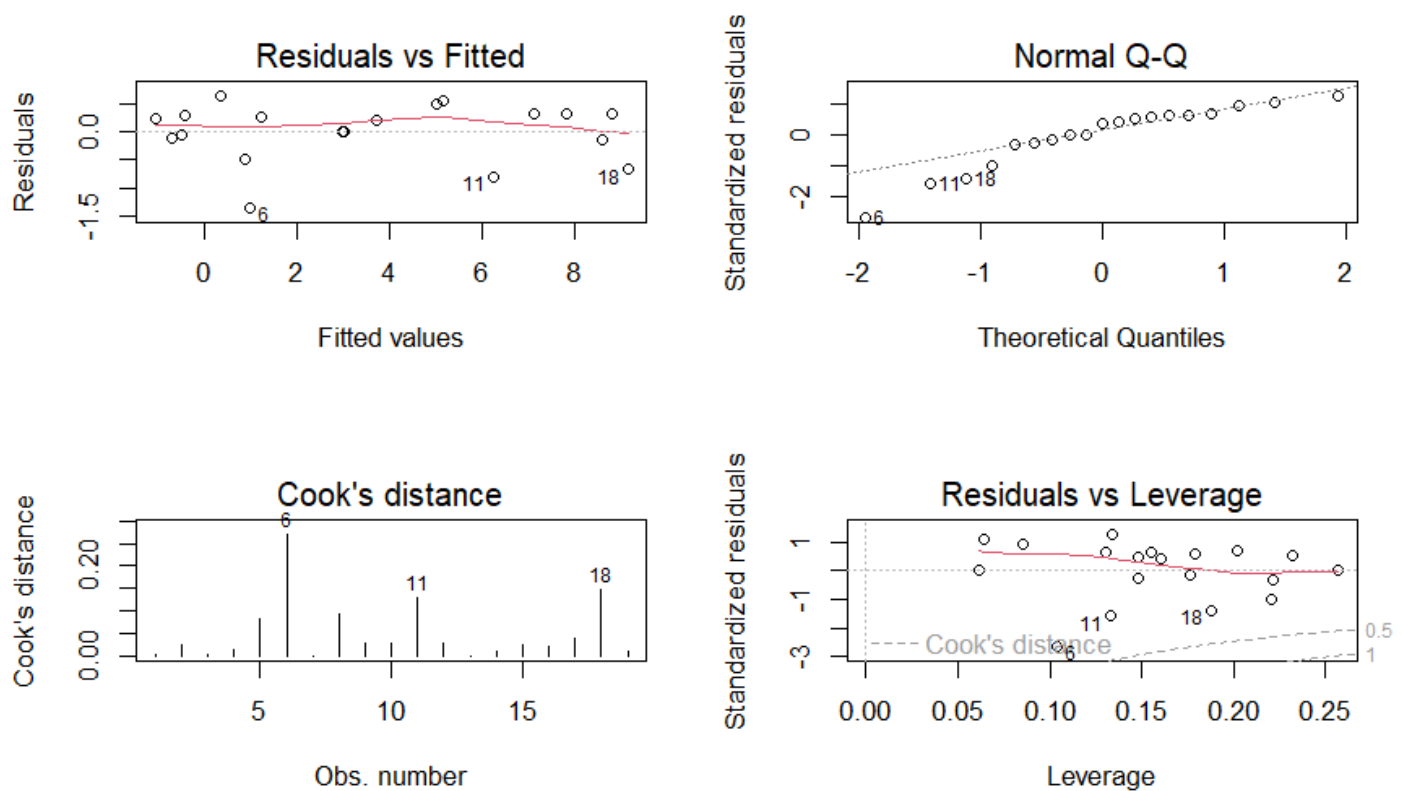 Residuals vs Fitted
Residuals
0.0
-1.5
6
11
18
0 2 4 6 8
Fitted values
Normal Q-Q
Standardized residuals
0
-2
6
11
18
-2 -1 0 1 2
Theoretical Quantiles
Cook's distance
Cook's distance
0.20
0.00
6
11
18
5 10 15
Obs. number
Residuals vs Leverage
Standardized residuals
1
-1
-3
11
18
6
Cook's distance
0.5
1
0.00 0.05 0.10 0.15 0.20 0.25
Leverage